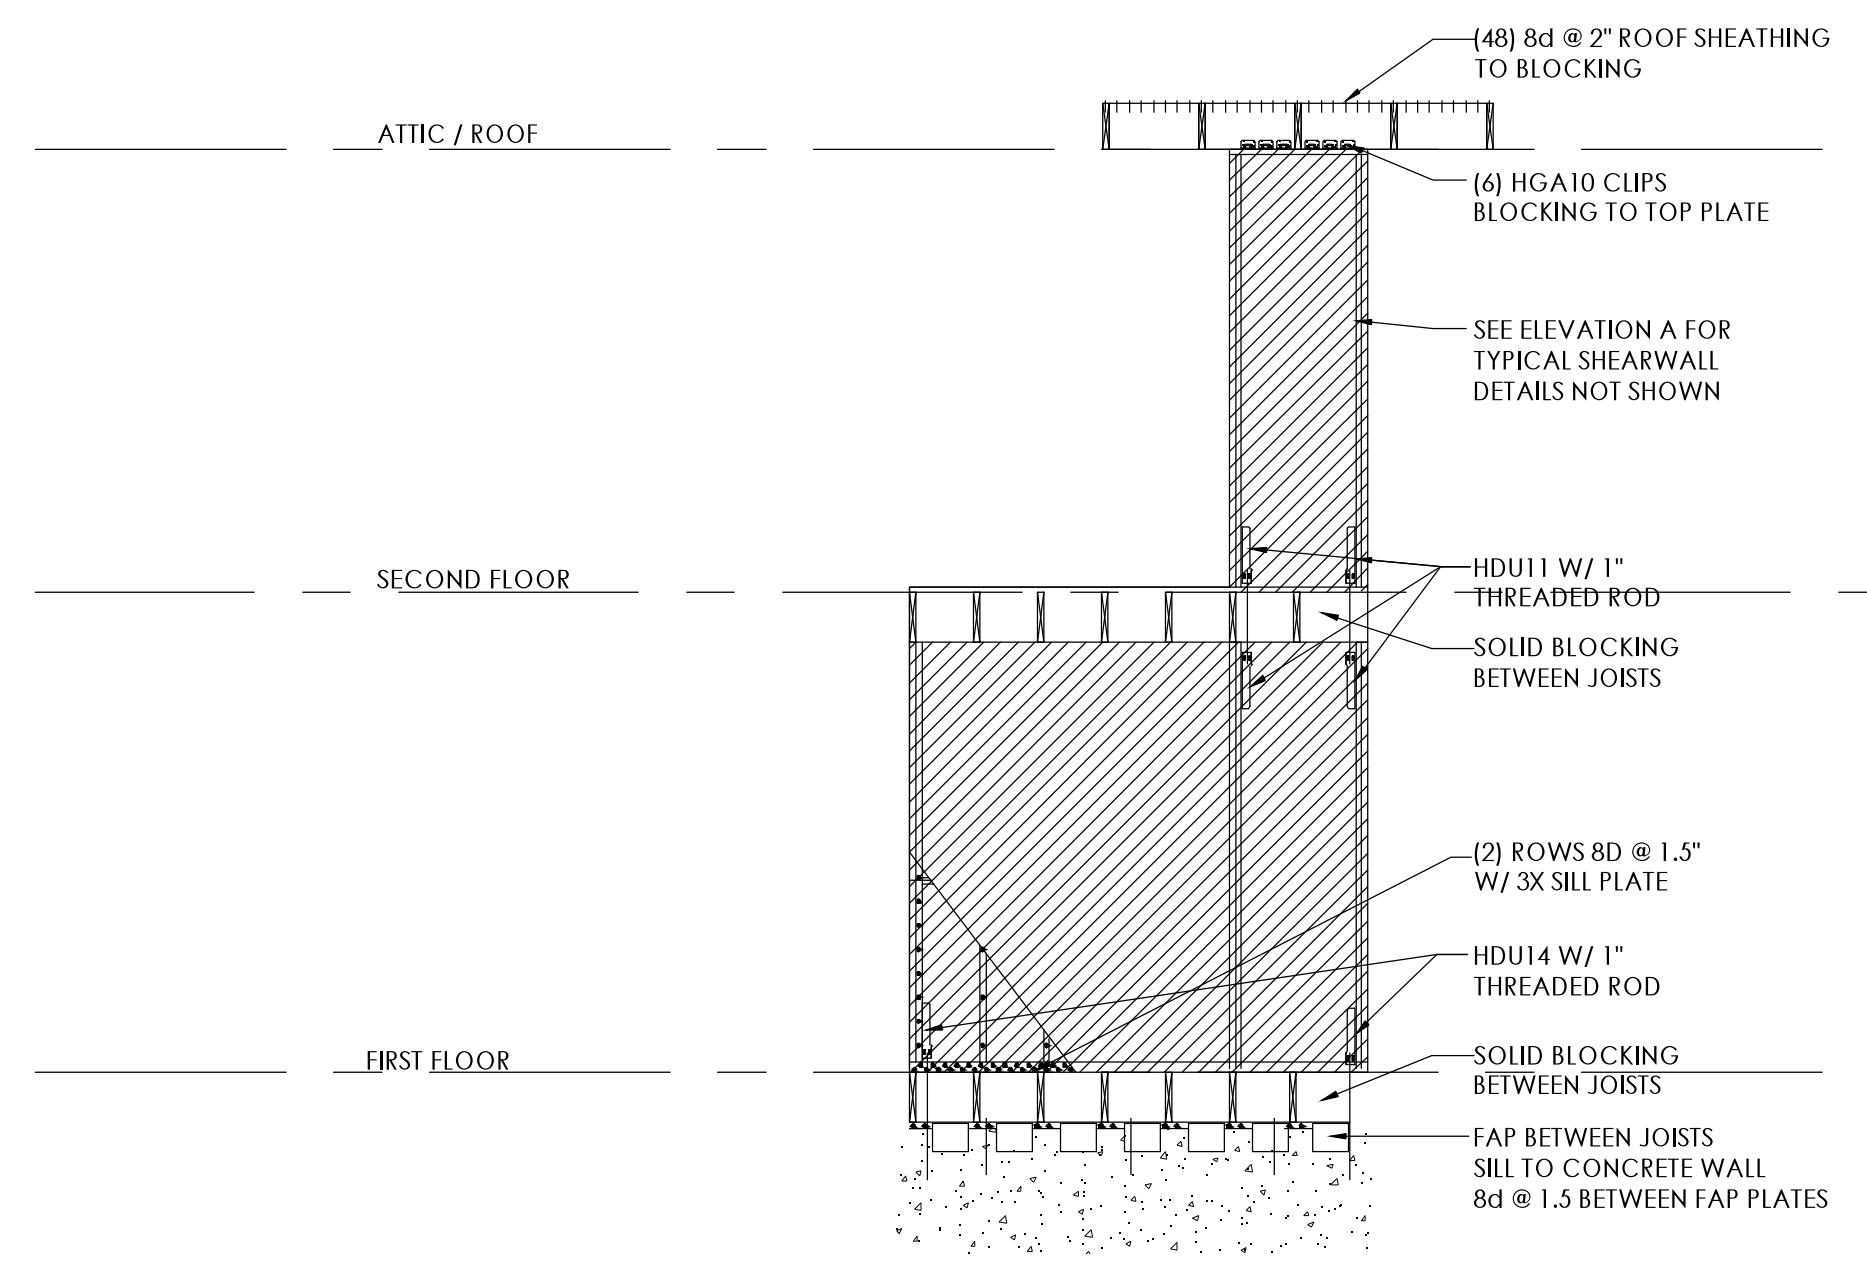 (48) 8d @ 2" ROOF SHEATHING
TO BLOCKING
ATTIC / ROOF
(6) HGA10 CLIPS
BLOCKING TO TOP PLATE
SEE ELEVATION A FOR
TYPICAL SHEARWALL
DETAILS NOT SHOWN
SECOND FLOOR
HDU11 W/ 1"
THREADED ROD
SOLID BLOCKING
BETWEEN JOISTS
(2) ROWS 8D @ 1.5"
W/ 3X SILL PLATE
HDU14 W/ 1"
THREADED ROD
FIRST FLOOR
SOLID BLOCKING
BETWEEN JOISTS
FAP BETWEEN JOISTS
SILL TO CONCRETE WALL
8d @ 1.5 BETWEEN FAP PLATES